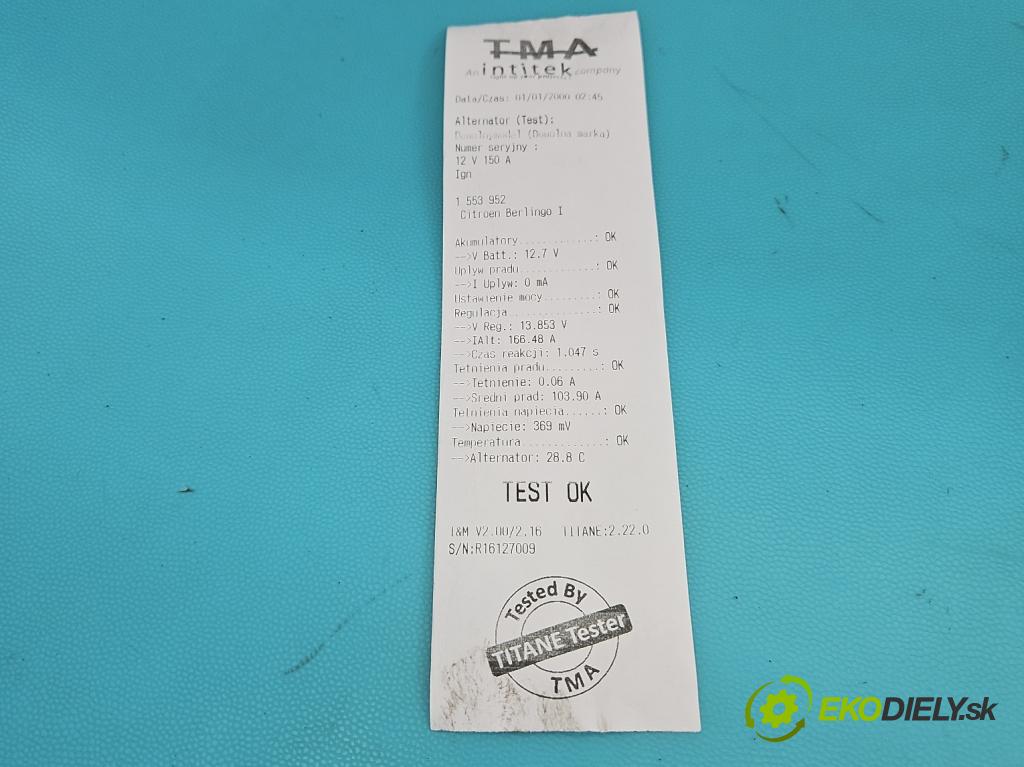 TMA
An intitek company
Data/Czas: 01/01/2000 02:45
Alternator (Test):
(Dowolna marka)
Numer seryjny :
12 V 150 A
Ign
1 553 952
Citroen Berlingo I
Akumulatory.............: OK
-->V Batt.: 12.7 V
Uplyw pradu.............: OK
-->I Uplyw: 0 mA
Ustawienie mocy.........: OK
Regulacja...............: OK
-->V Reg.: 13.853 V
-->IAlt: 166.48 A
-->Czas reakcji: 1.047 s
Tetnienia pradu.........: OK
-->Tetnienie: 0.06 A
-->Sredni prad: 103.90 A
Tetnienia napiecia......: OK
-->Napiecie: 369 mV
Temperatura.............: OK
-->Alternator: 28.8 C
TEST OK
T&M V2.00/2.16 TITANE:2.22.0
S/N:R16127009
Tested By
TITANE Tester
TMA
EKODIELY.sk